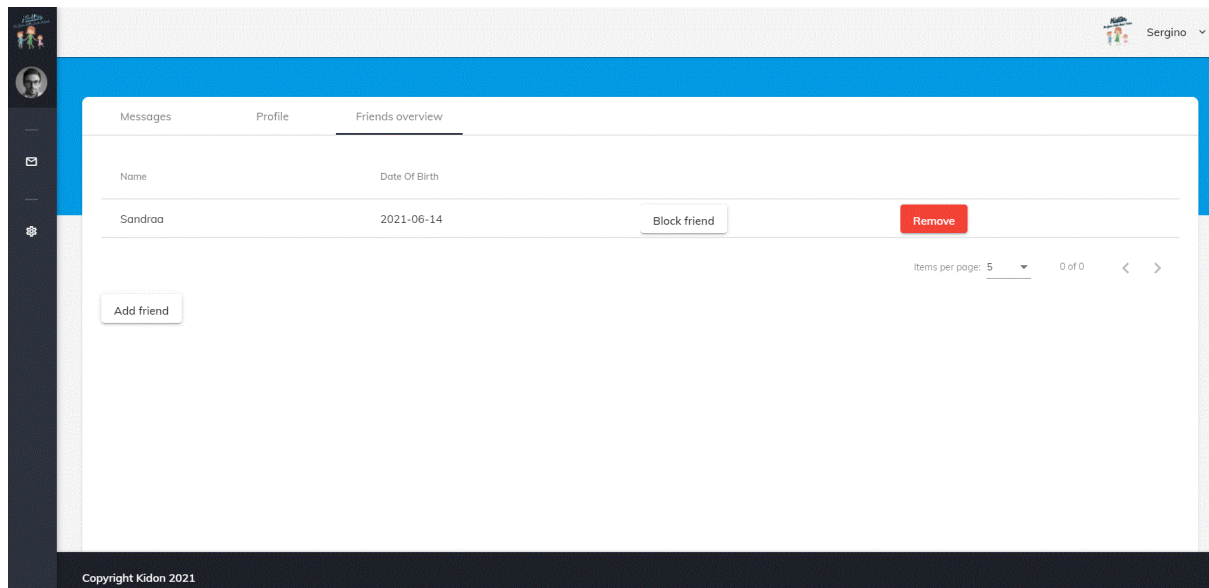 Kidon
Sergino
Messages Profile Friends overview
Name Date Of Birth
Sandraa 2021-06-14 Block friend Remove
Items per page: 5 0 of 0
Add friend
Copyright Kidon 2021